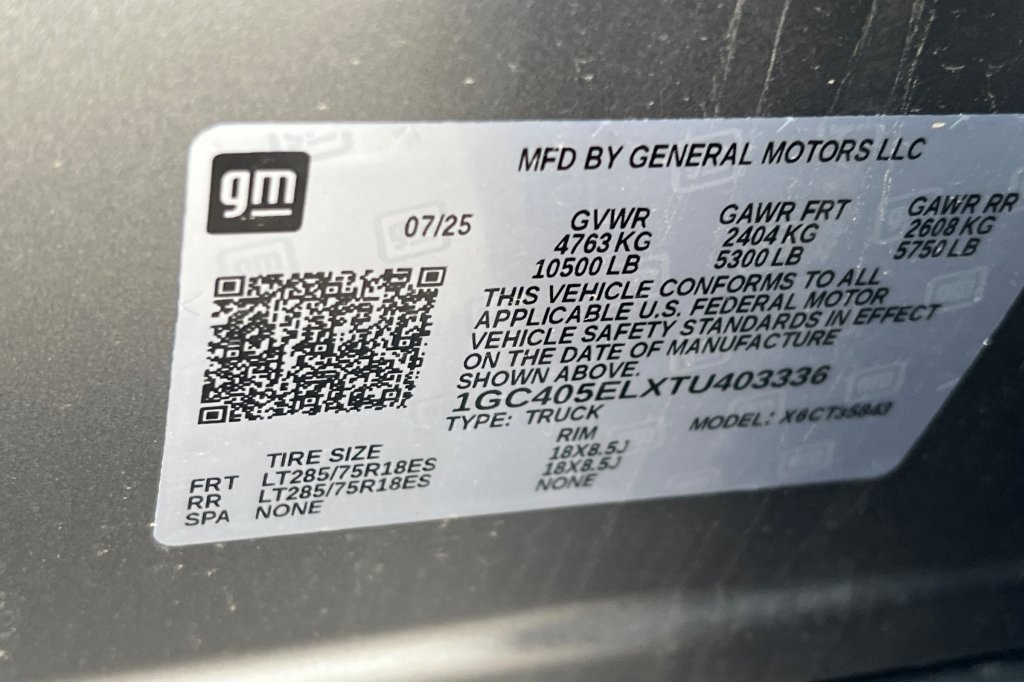 gm
MFD BY GENERAL MOTORS LLC
07/25
GVWR GAWR FRT GAWR RR
4763 KG 2404 KG 2608 KG
10500 LB 5300 LB 5750 LB
THIS VEHICLE CONFORMS TO ALL
APPLICABLE U.S. FEDERAL MOTOR
VEHICLE SAFETY STANDARDS IN EFFECT
ON THE DATE OF MANUFACTURE
SHOWN ABOVE.
1GC405ELXTU403336
TYPE: TRUCK MODEL:
TIRE SIZE RIM
FRT LT285/75R18ES 18X8.5J
RR LT285/75R18ES 18X8.5J
SPA NONE NONE